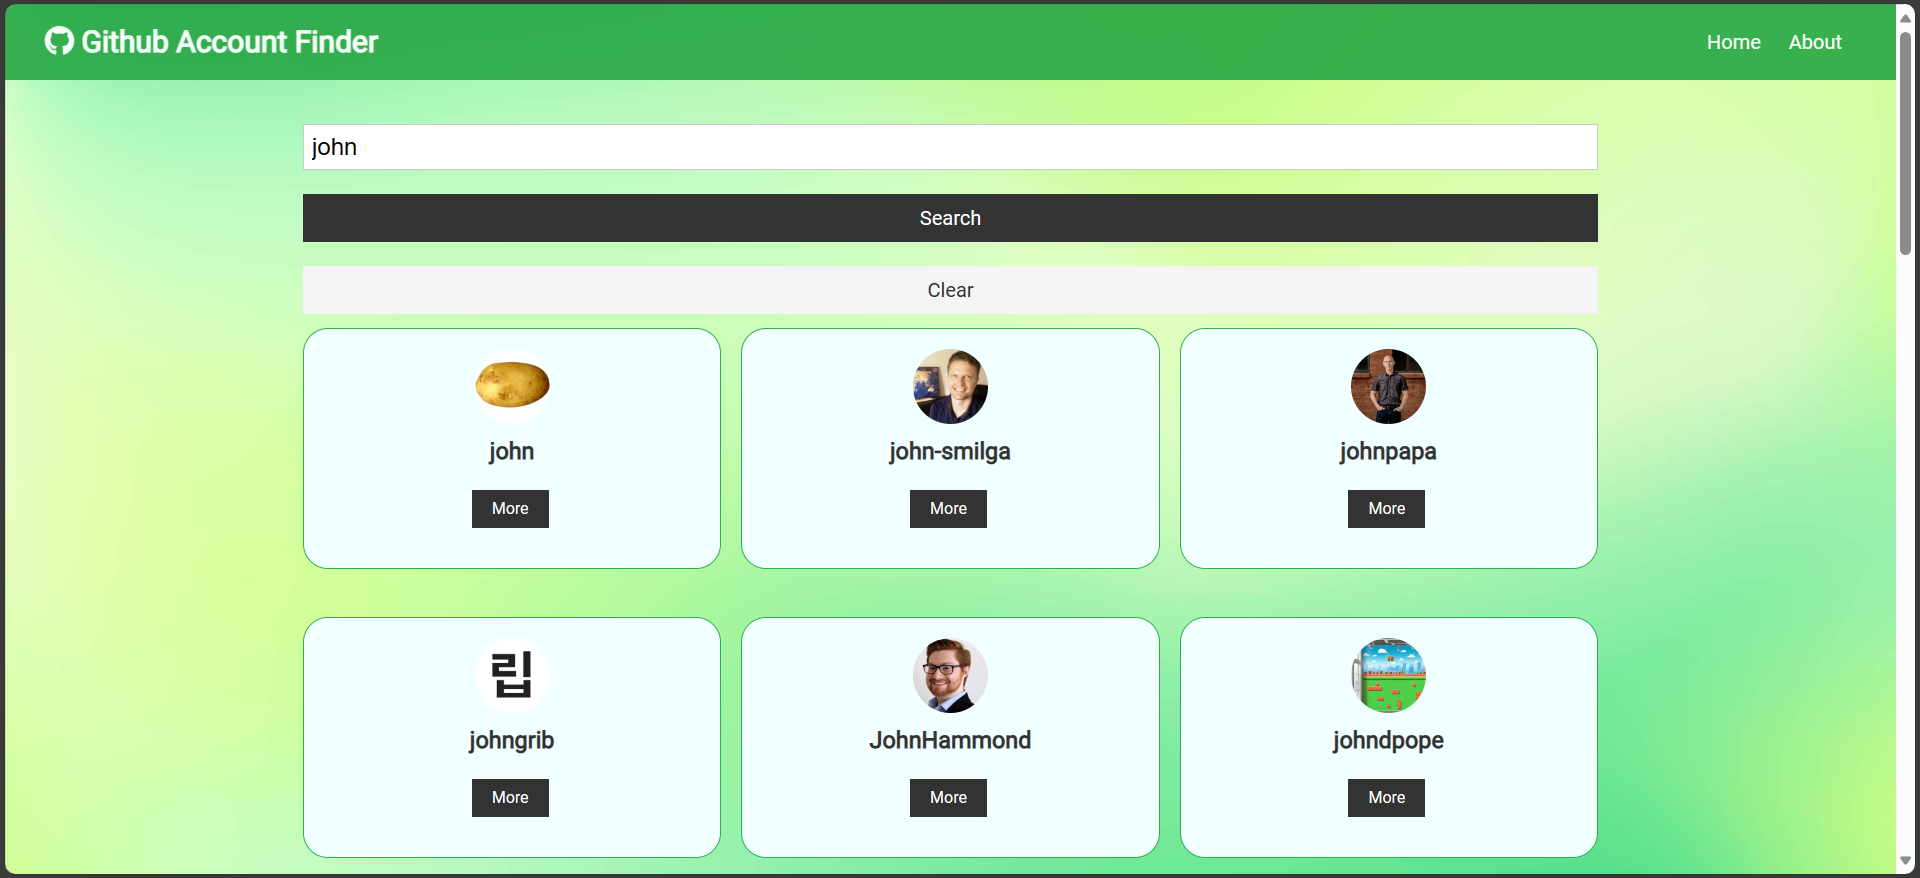 Github Account Finder
Home About
john
Search
Clear
john
john-smilga
johnpapa
More
More
More
립
johngrib
JohnHammond
johndpope
More
More
More